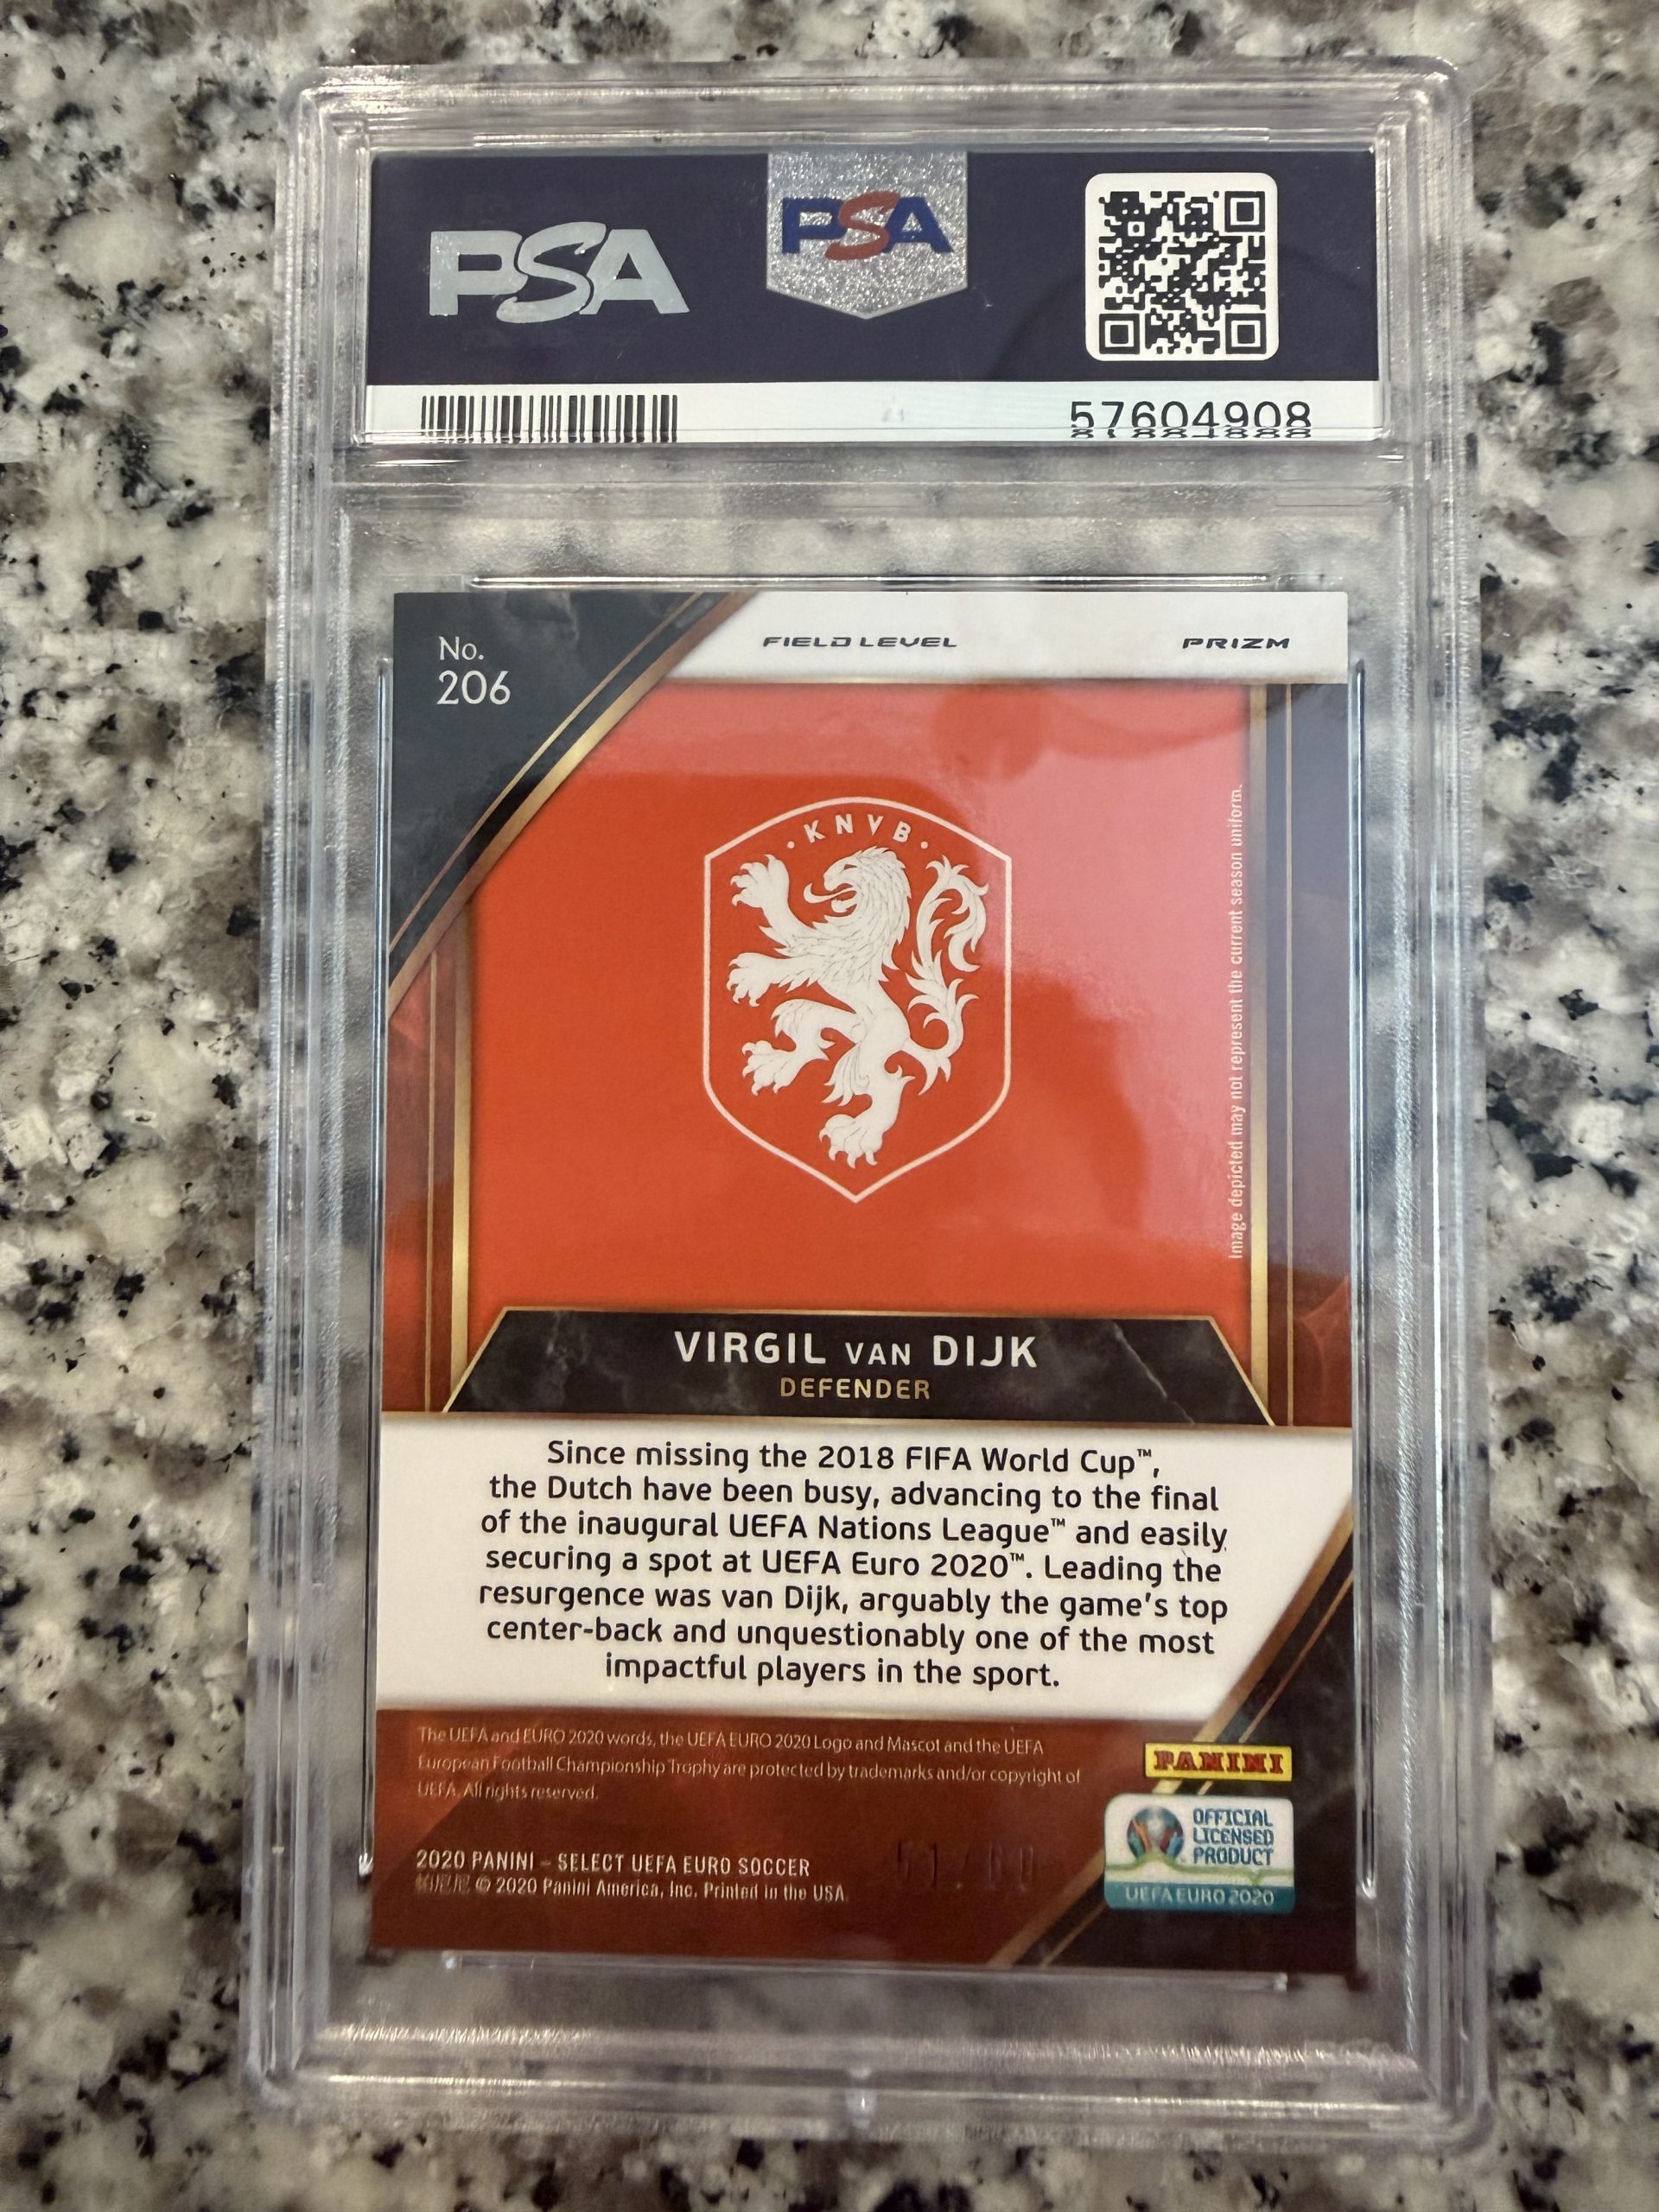 PSA
PSA
57604908
No.
206
FIELD LEVEL
PRIZM
KNVB
Image depicted may not represent the current season uniform.
VIRGIL VAN DIJK
DEFENDER
Since missing the 2018 FIFA World Cup™,
the Dutch have been busy, advancing to the final
of the inaugural UEFA Nations League™ and easily
securing a spot at UEFA Euro 2020™. Leading the
resurgence was van Dijk, arguably the game's top
center-back and unquestionably one of the most
impactful players in the sport.
The UEFA and EURO 2020 words, the UEFA EURO 2020 Logo and Mascot and the UEFA
European Football Championship Trophy are protected by trademarks and/or copyright of
UEFA. All rights reserved.
PANINI
OFFICIAL
LICENSED
PRODUCT
UEFA EURO 2020
2020 PANINI – SELECT UEFA EURO SOCCER
© 2020 Panini America, Inc. Printed in the USA